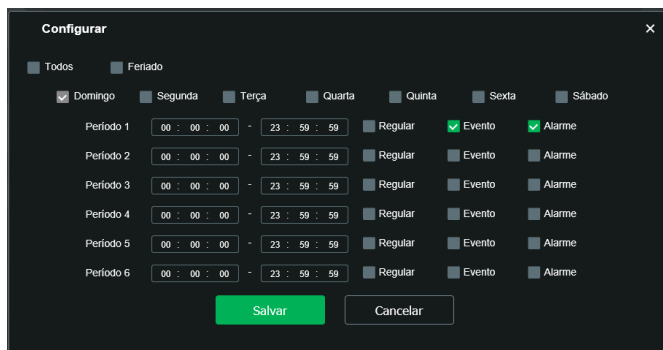 Configurar ×
Todos Feriado
Domingo Segunda Terça Quarta Quinta Sexta Sábado
Período 1 00 : 00 : 00 - 23 : 59 : 59 Regular Evento Alarme
Período 2 00 : 00 : 00 - 23 : 59 : 59 Regular Evento Alarme
Período 3 00 : 00 : 00 - 23 : 59 : 59 Regular Evento Alarme
Período 4 00 : 00 : 00 - 23 : 59 : 59 Regular Evento Alarme
Período 5 00 : 00 : 00 - 23 : 59 : 59 Regular Evento Alarme
Período 6 00 : 00 : 00 - 23 : 59 : 59 Regular Evento Alarme
Salvar Cancelar